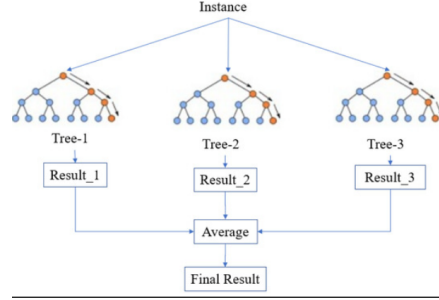 Instance
Tree-1
Tree-2
Tree-3
Result_1
Result_2
Result_3
Average
Final Result